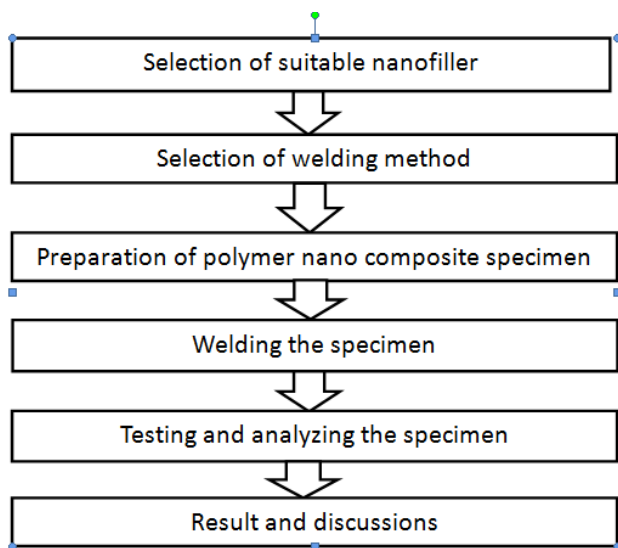 Selection of suitable nanofiller
Selection of welding method
Preparation of polymer nano composite specimen
Welding the specimen
Testing and analyzing the specimen
Result and discussions